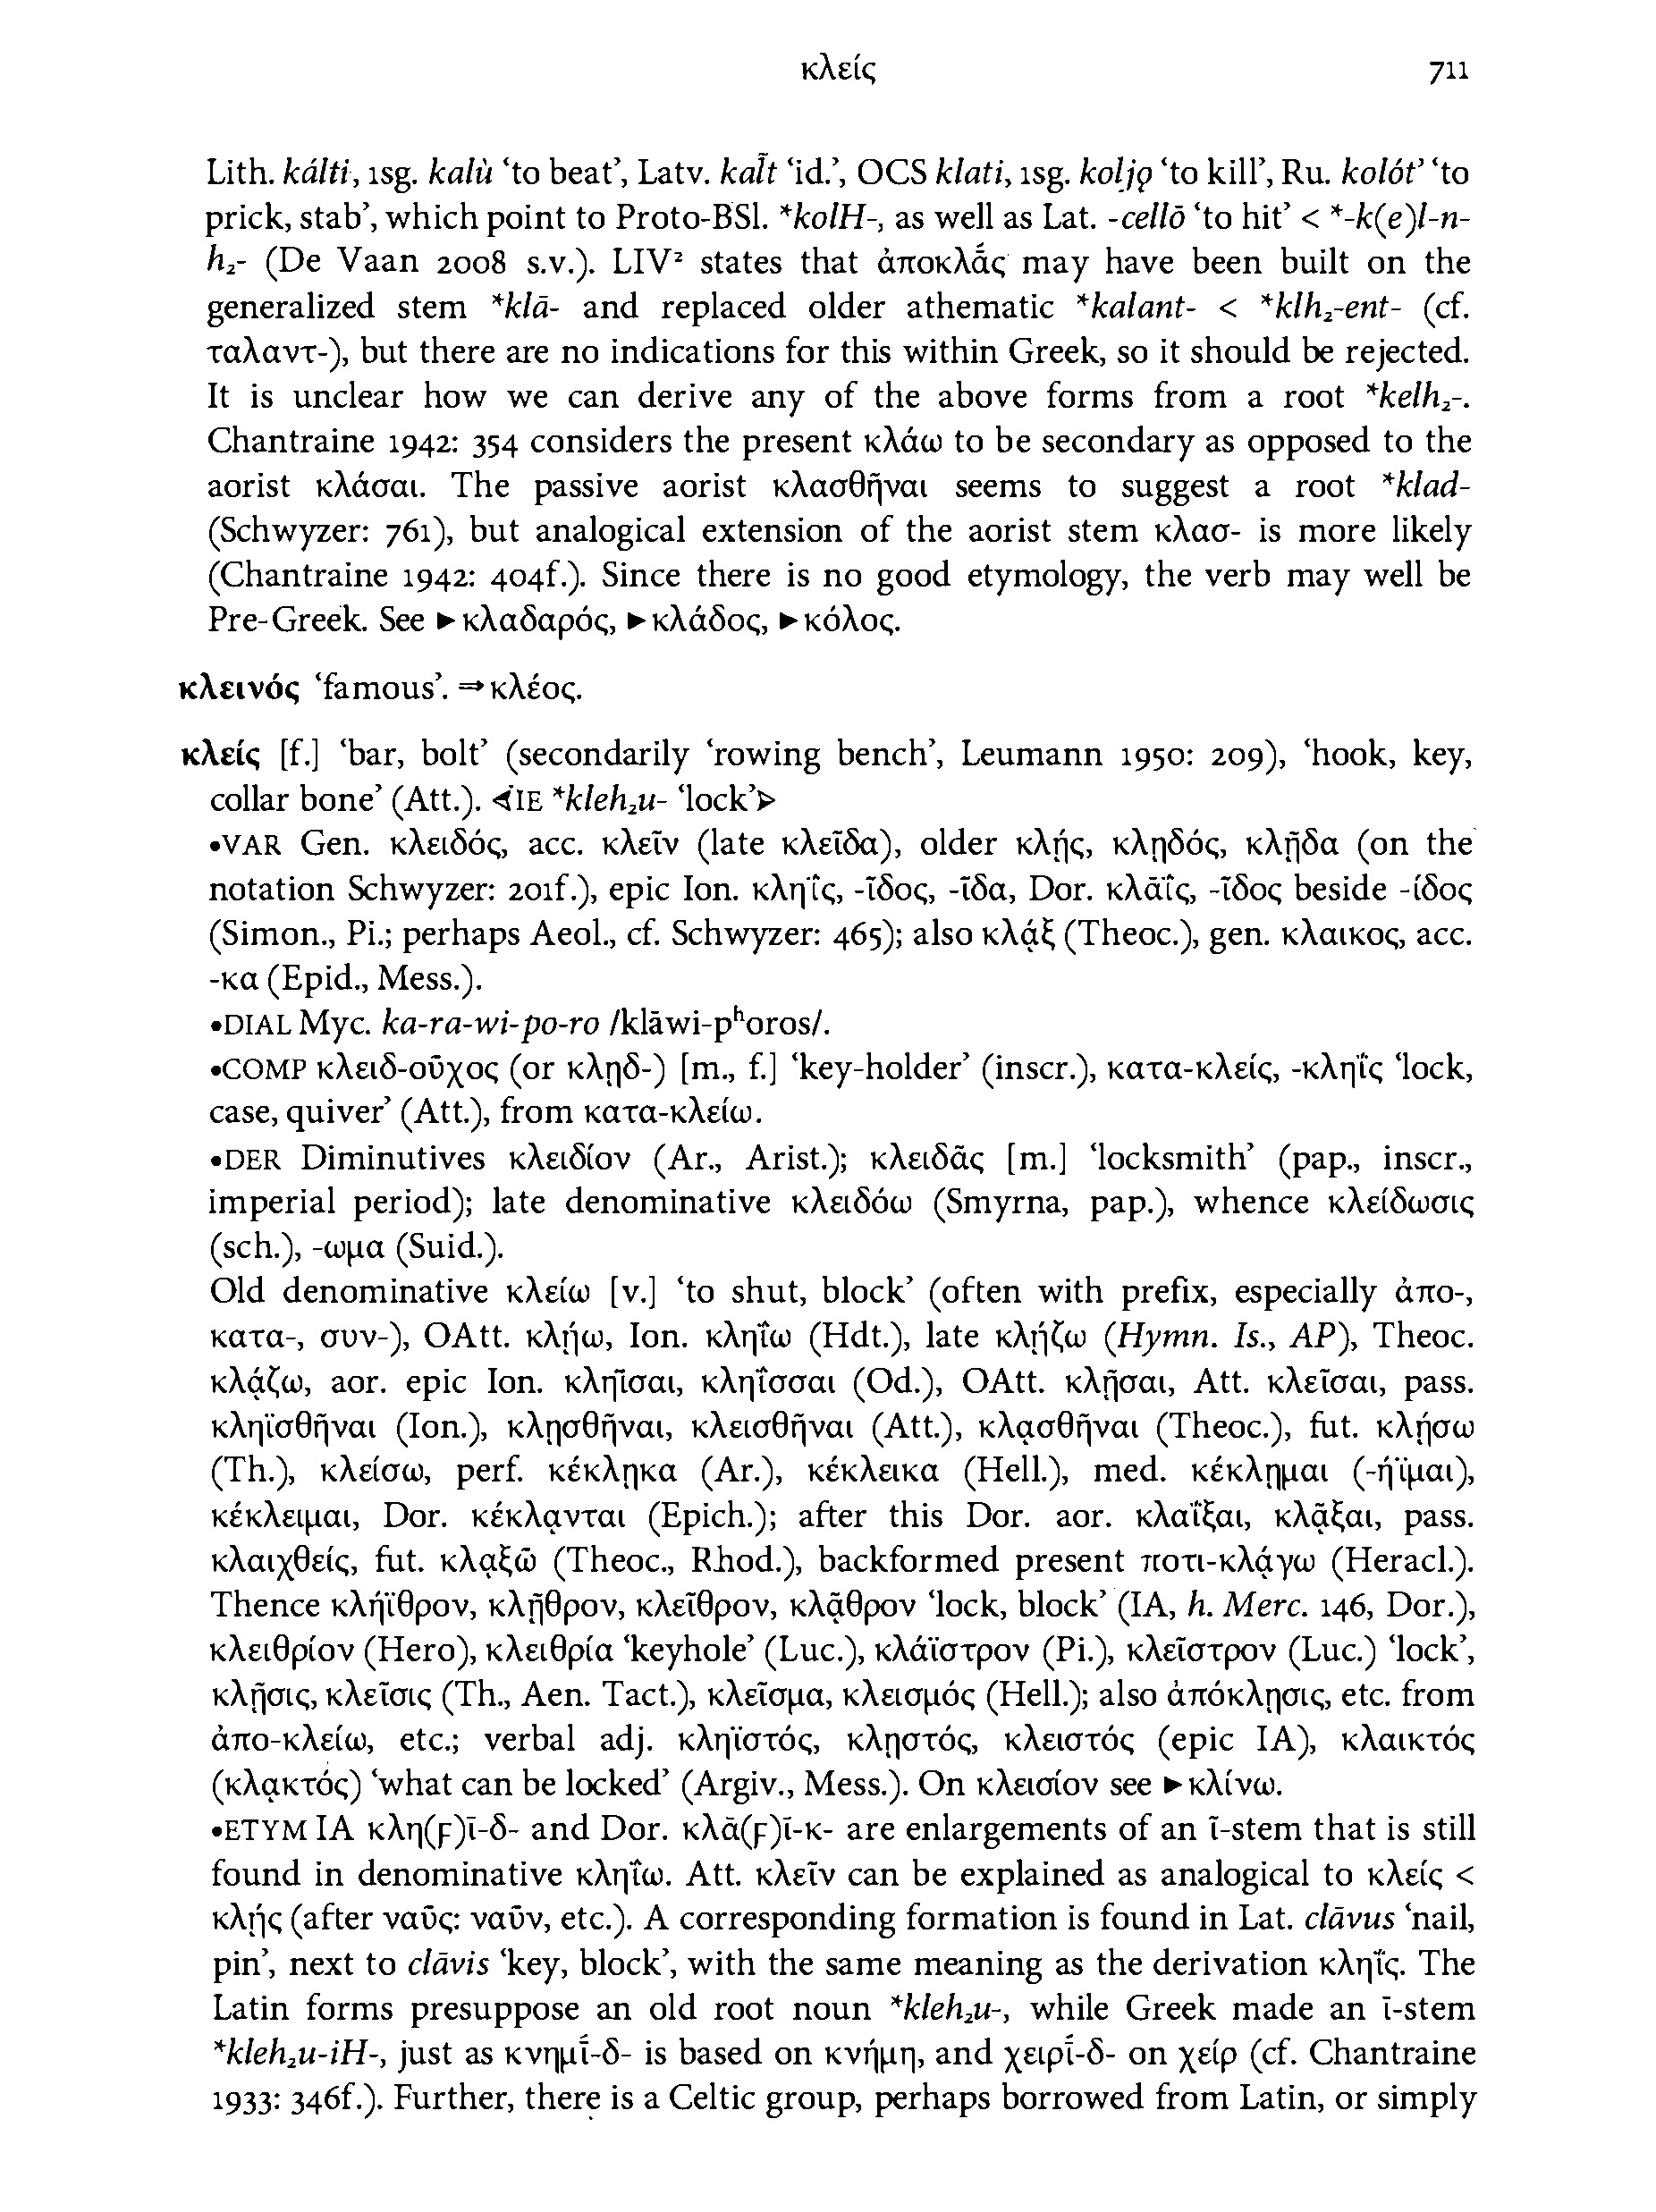 κλείς 711
Lith. kálti, 1sg. kalù ‘to beat’, Latv. kal̃t ‘id.’, OCS klati, 1sg. koljǫ ‘to kill’, Ru. kolót’ ‘to
prick, stab’, which point to Proto-BSl. *kolH-, as well as Lat. -cellō ‘to hit’ < *-k(e)l-n-
h₂- (De Vaan 2008 s.v.). LIV² states that ἀποκλά̄ς may have been built on the
generalized stem *klā- and replaced older athematic *kalant- < *klh₂-ent- (cf.
ταλαντ-), but there are no indications for this within Greek, so it should be rejected.
It is unclear how we can derive any of the above forms from a root *kelh₂-.
Chantraine 1942: 354 considers the present κλάω to be secondary as opposed to the
aorist κλάσαι. The passive aorist κλασθῆναι seems to suggest a root *klad-
(Schwyzer: 761), but analogical extension of the aorist stem κλασ- is more likely
(Chantraine 1942: 404f.). Since there is no good etymology, the verb may well be
Pre-Greek. See ►κλαδαρός, ►κλάδος, ►κόλος.
κλεινός ‘famous’. ⇒κλέος.
κλείς [f.] ‘bar, bolt’ (secondarily ‘rowing bench’, Leumann 1950: 209), ‘hook, key,
collar bone’ (Att.). ⊲IE *kleh₂u- ‘lock’⊳
•VAR Gen. κλειδός, acc. κλεῖν (late κλεῖδα), older κλῄς, κλῃδός, κλῇδα (on the
notation Schwyzer: 201f.), epic Ion. κληΐς, -ῖδος, -ῖδα, Dor. κλᾱΐς, -ῖδος beside -ίδος
(Simon., Pi.; perhaps Aeol., cf. Schwyzer: 465); also κλᾴξ (Theoc.), gen. κλαικος, acc.
-κα (Epid., Mess.).
•DIAL Myc. ka-ra-wi-po-ro /klāwi-pʰoros/.
•COMP κλειδ-οῦχος (or κλῃδ-) [m., f.] ‘key-holder’ (inscr.), κατα-κλείς, -κληΐς ‘lock,
case, quiver’ (Att.), from κατα-κλείω.
•DER Diminutives κλειδίον (Ar., Arist.); κλειδᾶς [m.] ‘locksmith’ (pap., inscr.,
imperial period); late denominative κλειδόω (Smyrna, pap.), whence κλείδωσις
(sch.), -ωμα (Suid.).
Old denominative κλείω [v.] ‘to shut, block’ (often with prefix, especially ἀπο-,
κατα-, συν-), OAtt. κλῄω, Ion. κληΐω (Hdt.), late κλῄζω (Hymn. Is., AP), Theoc.
κλᾴζω, aor. epic Ion. κληῖσαι, κληΐσσαι (Od.), OAtt. κλῇσαι, Att. κλεῖσαι, pass.
κληϊσθῆναι (Ion.), κλῃσθῆναι, κλεισθῆναι (Att.), κλᾳσθῆναι (Theoc.), fut. κλῄσω
(Th.), κλείσω, perf. κέκλῃκα (Ar.), κέκλεικα (Hell.), med. κέκλῃμαι (-ήϊμαι),
κέκλειμαι, Dor. κέκλᾳνται (Epich.); after this Dor. aor. κλαΐξαι, κλᾷξαι, pass.
κλαιχθείς, fut. κλᾳξῶ (Theoc., Rhod.), backformed present ποτι-κλᾴγω (Heracl.).
Thence κλήϊθρον, κλῇθρον, κλεῖθρον, κλᾷθρον ‘lock, block’ (IA, h. Merc. 146, Dor.),
κλειθρίον (Hero), κλειθρία ‘keyhole’ (Luc.), κλάϊστρον (Pi.), κλεῖστρον (Luc.) ‘lock’,
κλῇσις, κλεῖσις (Th., Aen. Tact.), κλεῖσμα, κλεισμός (Hell.); also ἀπόκλῃσις, etc. from
ἀπο-κλείω, etc.; verbal adj. κληϊστός, κλῃστός, κλειστός (epic IA), κλαικτός
(κλᾳκτός) ‘what can be locked’ (Argiv., Mess.). On κλεισίον see ►κλίνω.
•ETYM IA κλη(ϝ)ῑ-δ- and Dor. κλᾱ(ϝ)ῑ-κ- are enlargements of an ῑ-stem that is still
found in denominative κληΐω. Att. κλεῖν can be explained as analogical to κλείς <
κλῄς (after ναῦς: ναῦν, etc.). A corresponding formation is found in Lat. clāvus ‘nail,
pin’, next to clāvis ‘key, block’, with the same meaning as the derivation κληΐς. The
Latin forms presuppose an old root noun *kleh₂u-, while Greek made an ī-stem
*kleh₂u-iH-, just as κνημῑ́-δ- is based on κνήμη, and χειρῑ́-δ- on χείρ (cf. Chantraine
1933: 346f.). Further, there is a Celtic group, perhaps borrowed from Latin, or simply